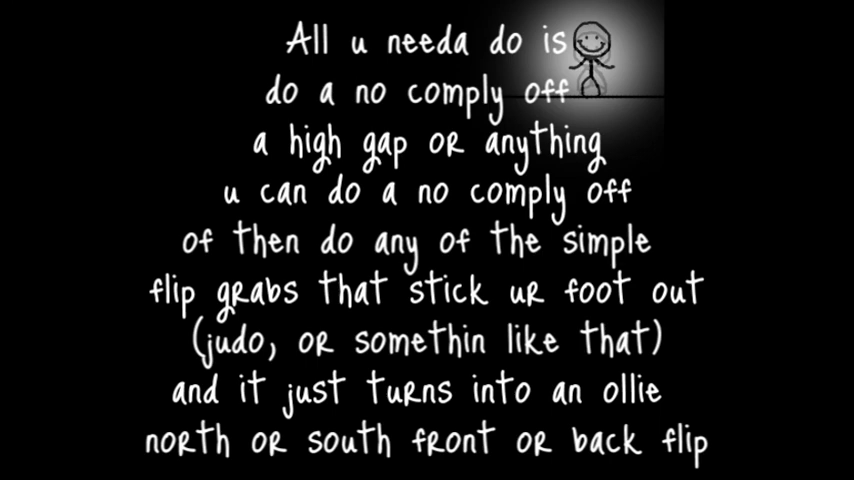 All u needa do is
do a no comply off
a high gap or anything
u can do a no comply off
of then do any of the simple
flip grabs that stick ur foot out
(judo, or somethin like that)
and it just turns into an ollie
north or south front or back flip